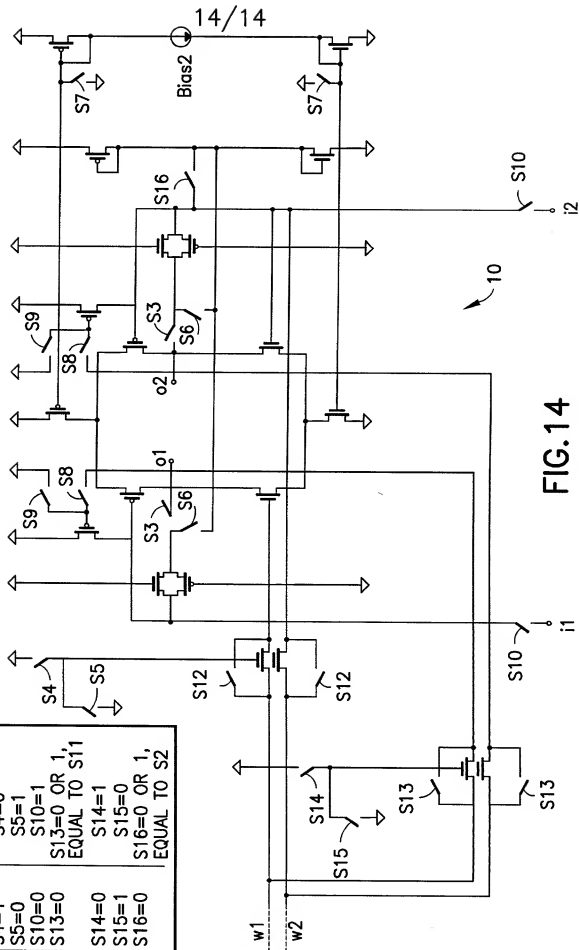 14/14
S7
Bias2
S7
S16
S10
i2
S9
S8
S3
S6
o2
10
S9
S8
o1
S3
S6
S10
i1
S4
S5
S12
S12
S14
S15
S13
S13
w1
w2
S5=0
S10=0
S13=0
S14=0
S15=1
S16=0
S5=1
S10=1
S13=0 OR 1,
EQUAL TO S11
S14=1
S15=0
S16=0 OR 1,
EQUAL TO S2
FIG.14